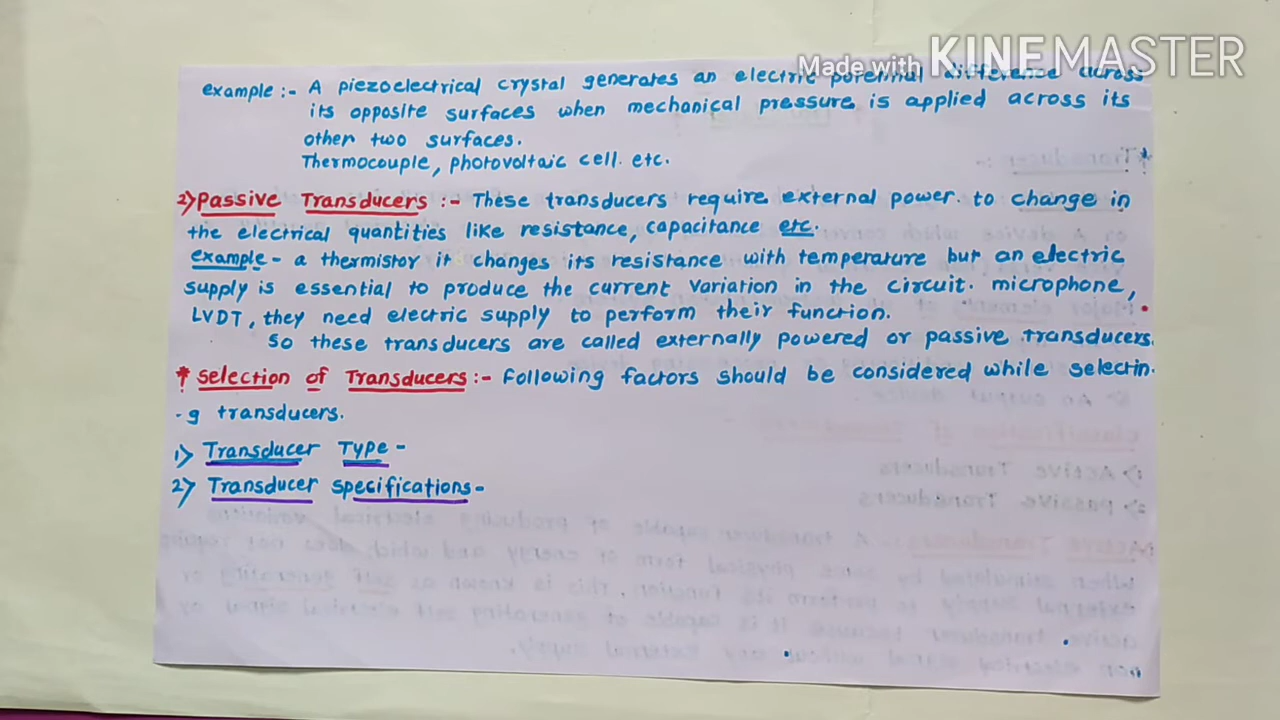 Made with KINEMASTER
example :- A piezoelectrical crystal generates an electric potential difference across
its opposite surfaces when mechanical pressure is applied across its
other two surfaces.
Thermocouple, photovoltaic cell. etc.
2) Passive Transducers :- These transducers require external power to change in
the electrical quantities like resistance, capacitance etc.
example - a thermistor it changes its resistance with temperature but an electric
supply is essential to produce the current variation in the circuit. microphone,
LVDT, they need electric supply to perform their function.
So these transducers are called externally powered or passive transducers.
* Selection of Transducers :- Following factors should be considered while selectin.
-g transducers.
1) Transducer Type -
2) Transducer specifications -